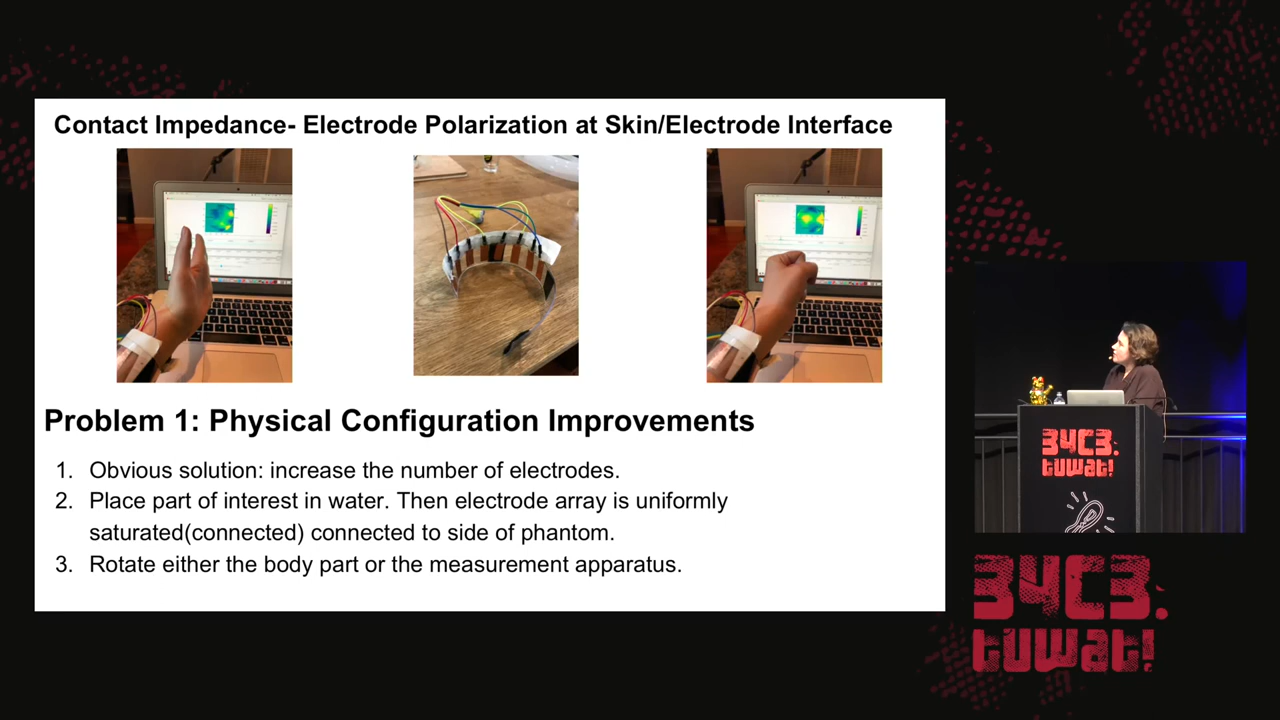 Contact Impedance- Electrode Polarization at Skin/Electrode Interface
Problem 1: Physical Configuration Improvements
1. Obvious solution: increase the number of electrodes.
2. Place part of interest in water. Then electrode array is uniformly
saturated(connected) connected to side of phantom.
3. Rotate either the body part or the measurement apparatus.
34C3.
tuwat!
34C3.
tuwat!